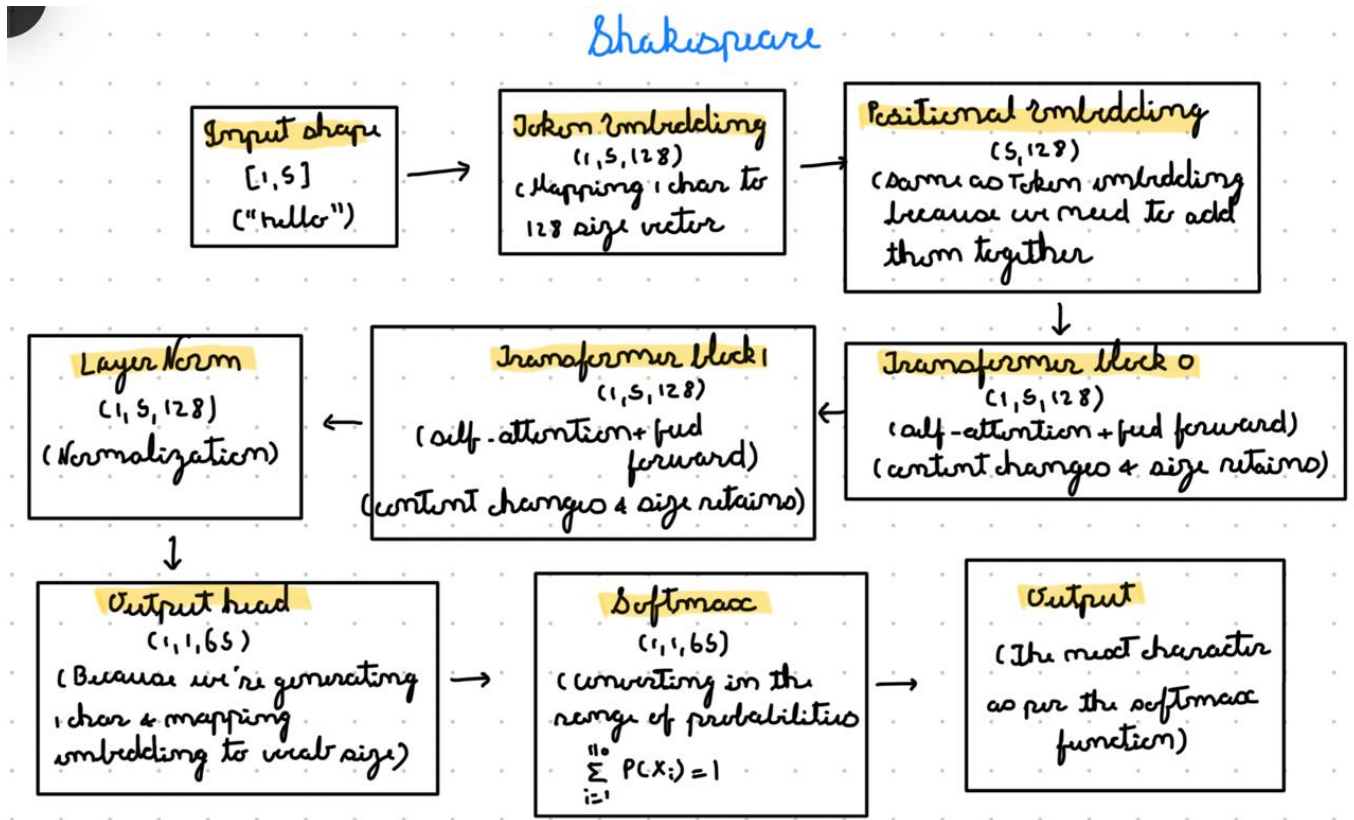 Shakespeare
Input shape
[1,5]
("hello")
Token Embedding
(1,5,128)
(Mapping 1 char to
128 size vector
Positional Embedding
(5,128)
(same as Token embedding
because we need to add
them together
Transformer block 0
(1,5,128)
(self-attention+feed forward)
(content changes & size retains)
Transformer block 1
(1,5,128)
(self-attention+feed
forward)
(content changes & size retains)
Layer Norm
(1,5,128)
(Normalization)
Output head
(1,1,65)
(Because we're generating
1 char & mapping
embedding to vocab size)
Softmax
(1,1,65)
(converting in the
range of probabilities
Σ P(Xi) = 1
i=1
Output
(The next character
as per the softmax
function)